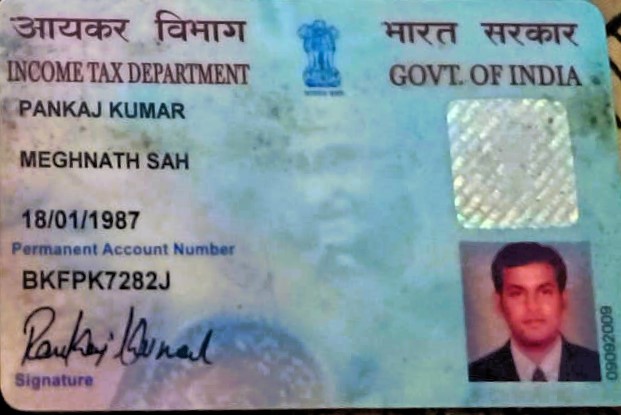 आयकर विभाग
भारत सरकार
INCOME TAX DEPARTMENT
GOVT. OF INDIA
PANKAJ KUMAR
MEGHNATH SAH
18/01/1987
Permanent Account Number
BKFPK7282J
Pankaj Kumar
Signature
09092009